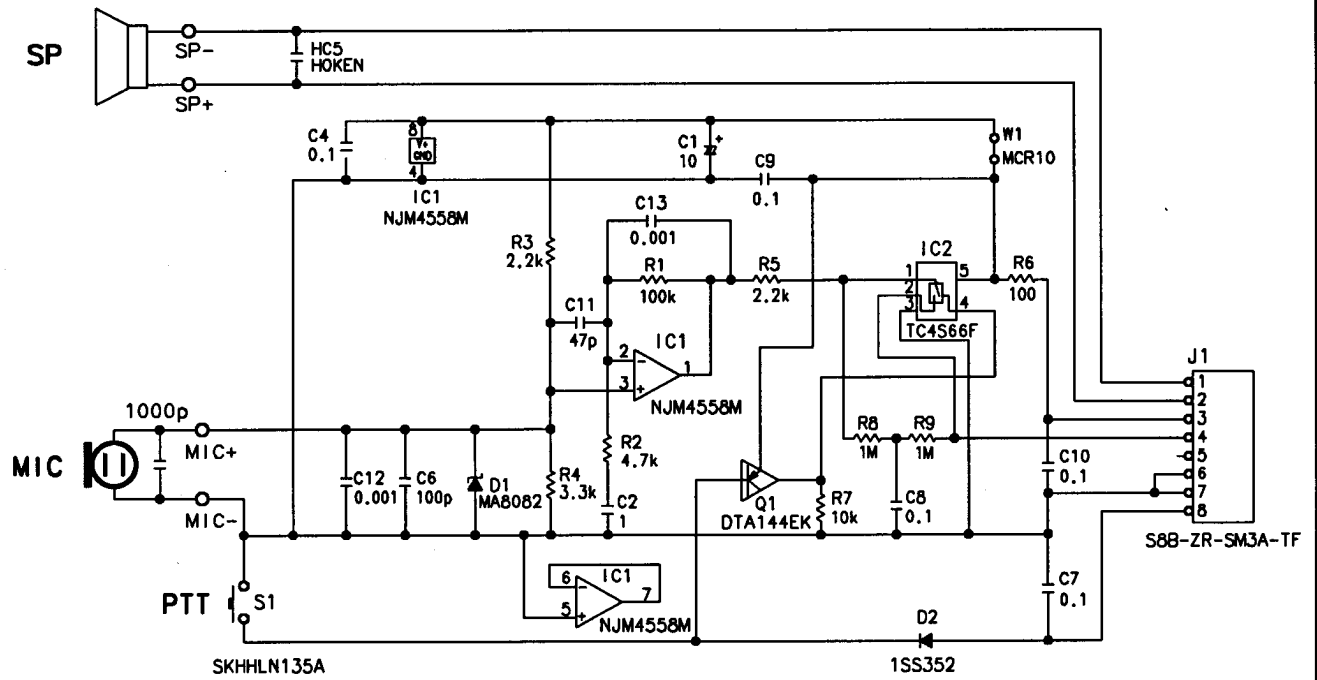 SP
SP-
SP+
HC5
HOKEN
C4
0.1
8
V+
GND
4
IC1
NJM4558M
C1
10
+
C9
0.1
W1
MCR10
R3
2.2k
C13
0.001
R1
100k
R5
2.2k
IC2
1
2
3
5
4
TC4S66F
R6
100
C11
47p
IC1
2
-
3
+
1
NJM4558M
J1
1
2
3
4
5
6
7
8
S8B-ZR-SM3A-TF
1000p
MIC
MIC+
MIC-
C12
0.001
C6
100p
D1
MA8082
R4
3.3k
R2
4.7k
C2
1
Q1
DTA144EK
R7
10k
R8
1M
R9
1M
C8
0.1
C10
0.1
C7
0.1
PTT
S1
SKHHLN135A
IC1
6
-
5
+
7
NJM4558M
D2
1SS352